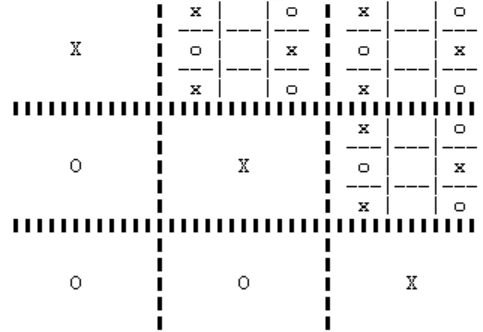 x | | o x | | o
X o | | x o | | x
x | | o x | | o
x | | o
O X o | | x
x | | o
O O X